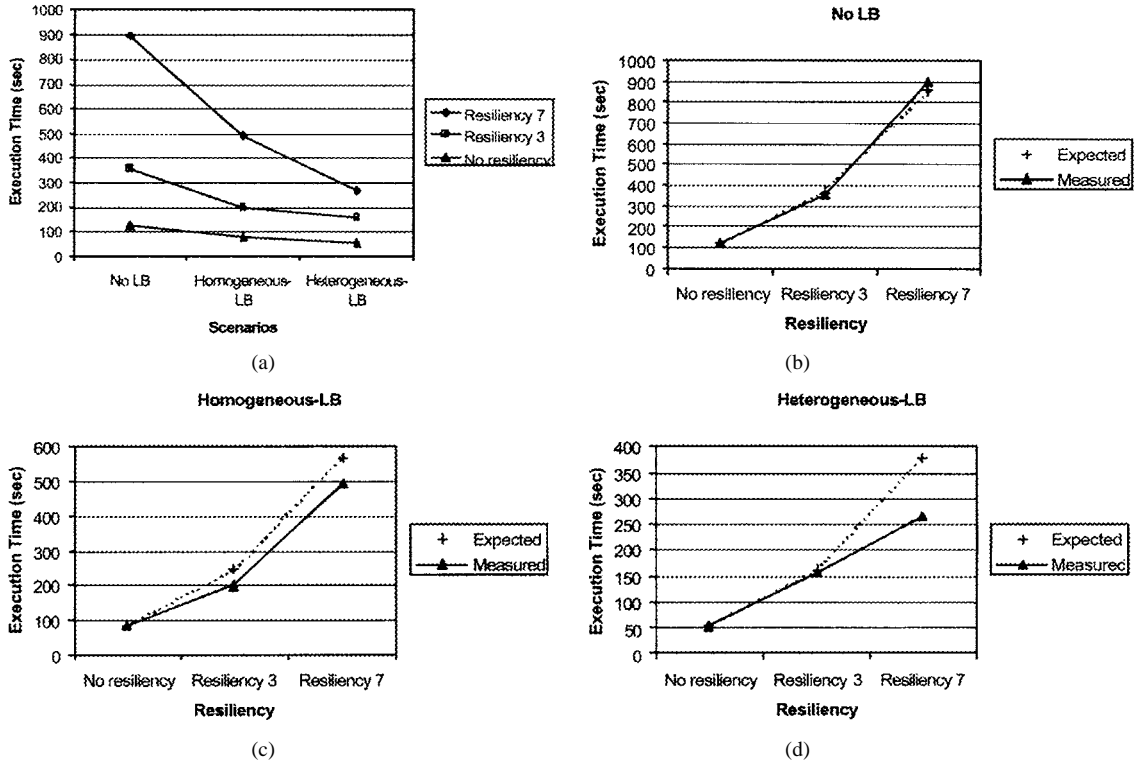 1000
900
800
700
600
500
400
300
200
100
0
Execution Time (sec)
No LB
Homogeneous-LB
Heterogeneous-LB
Scenarios
Resiliency 7
Resiliency 3
No resiliency
(a)
No LB
1000
900
800
700
600
500
400
300
200
100
0
Execution Time (sec)
No resiliency
Resiliency 3
Resiliency 7
Resiliency
Expected
Measured
(b)
Homogeneous-LB
600
500
400
300
200
100
0
Execution Time (sec)
No resiliency
Resiliency 3
Resiliency 7
Resiliency
Expected
Measured
(c)
Heterogeneous-LB
400
350
300
250
200
150
100
50
0
Execution Time (sec)
No resiliency
Resiliency 3
Resiliency 7
Resiliency
Expected
Measured
(d)